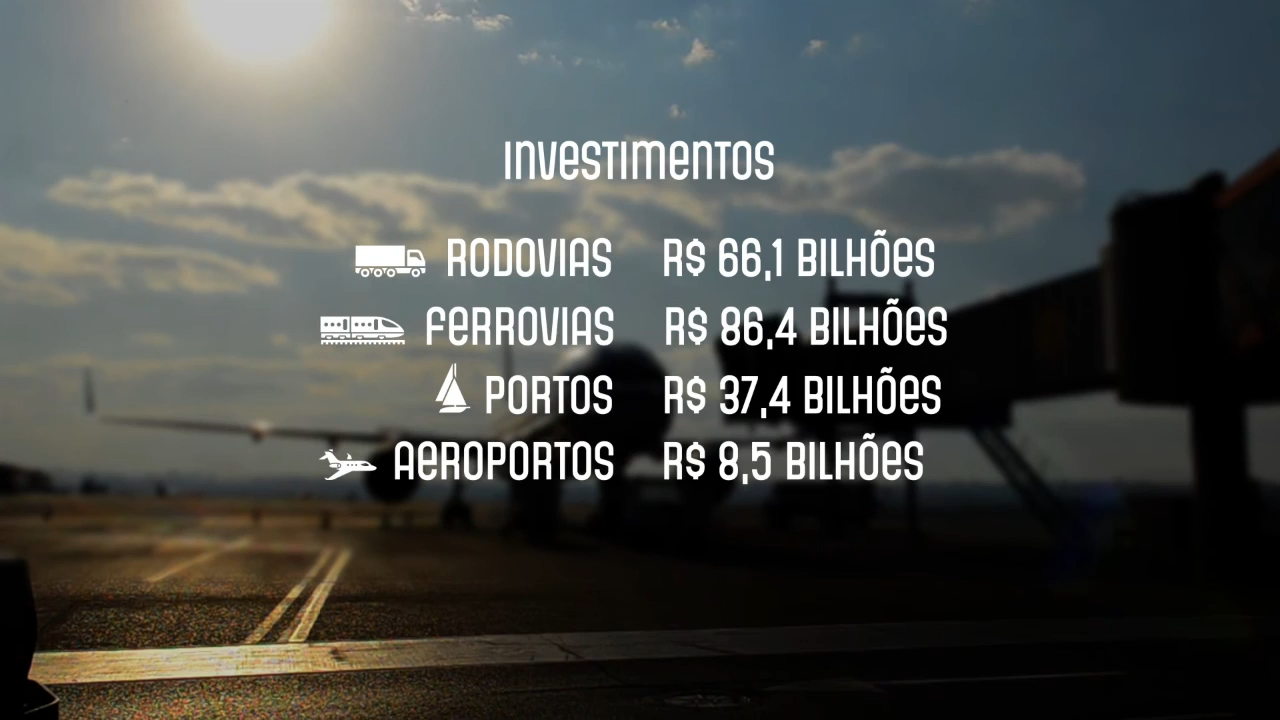 Investimentos
RODOVIAS R$ 66,1 BILHÕES
FERROVIAS R$ 86,4 BILHÕES
PORTOS R$ 37,4 BILHÕES
AEROPORTOS R$ 8,5 BILHÕES